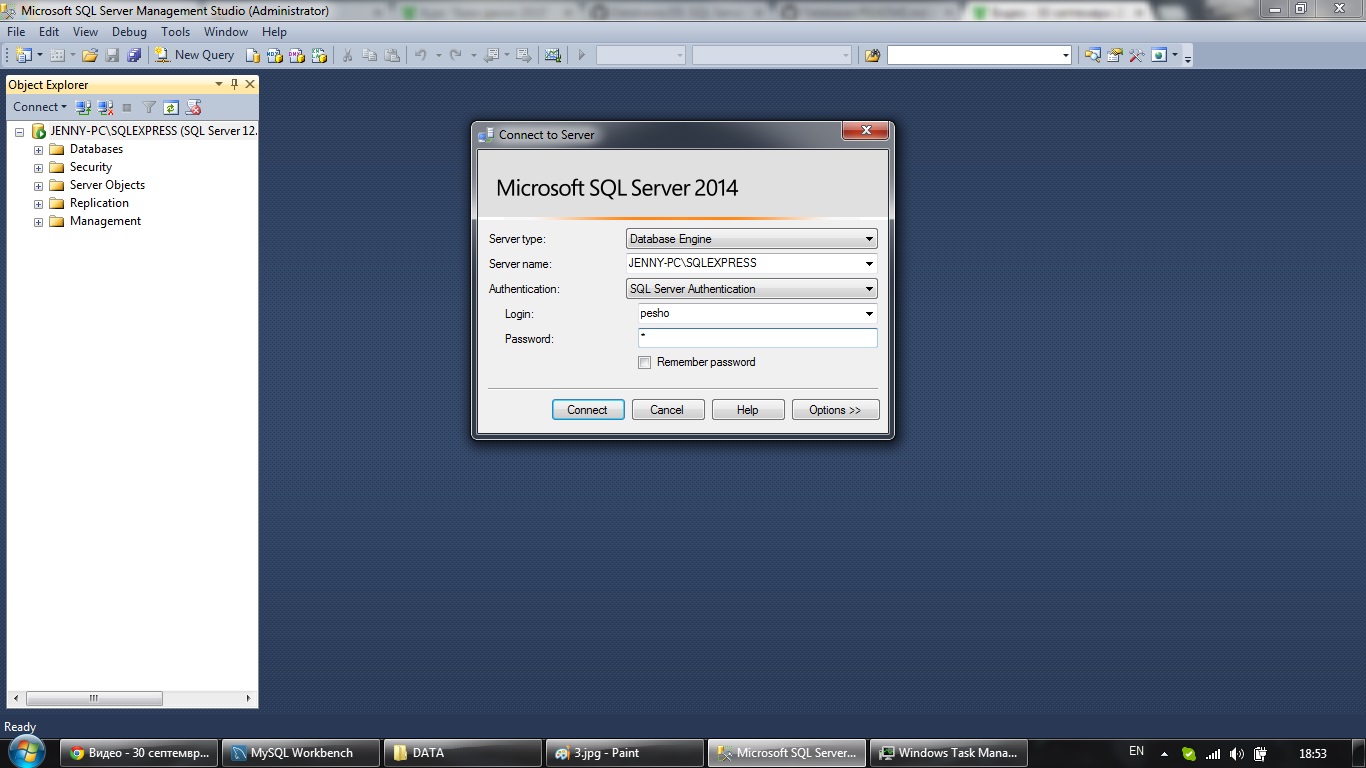 Microsoft SQL Server Management Studio (Administrator)
File Edit View Debug Tools Window Help
New Query
Object Explorer
Connect
JENNY-PC\SQLEXPRESS (SQL Server 12.
Databases
Security
Server Objects
Replication
Management
Connect to Server
Microsoft SQL Server 2014
Server type: Database Engine
Server name: JENNY-PC\SQLEXPRESS
Authentication: SQL Server Authentication
Login: pesho
Password: *
Remember password
Connect Cancel Help Options >>
Ready
Видео - 30 септемвр... MySQL Workbench DATA 3.jpg - Paint Microsoft SQL Server... Windows Task Mana... EN 18:53